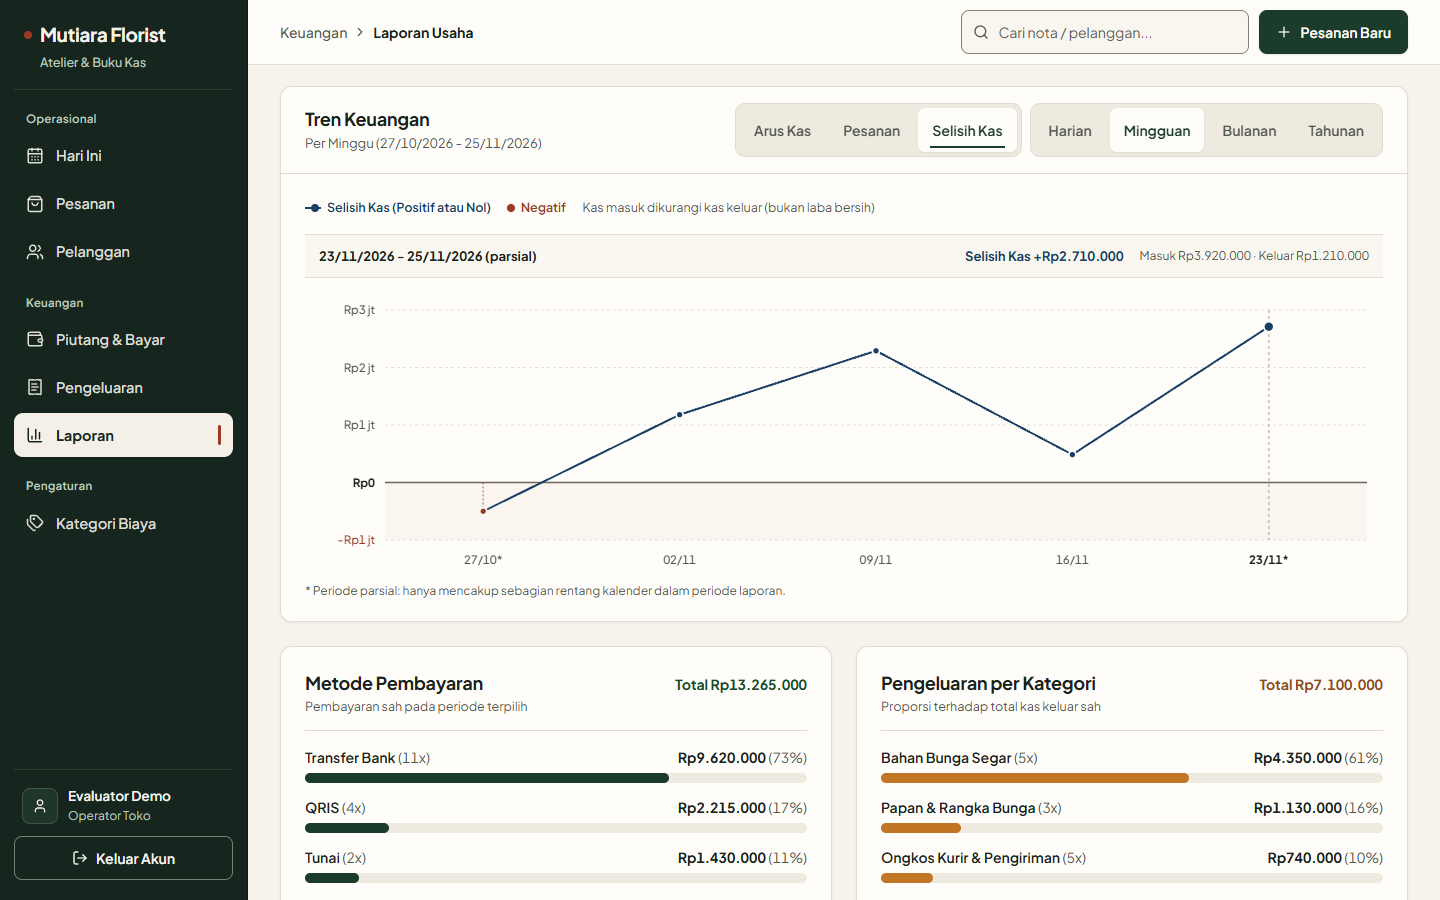 Mutiara Florist
Atelier & Buku Kas
Operasional
Hari Ini
Pesanan
Pelanggan
Keuangan
Piutang & Bayar
Pengeluaran
Laporan
Pengaturan
Kategori Biaya
Evaluator Demo
Operator Toko
Keluar Akun
Keuangan > Laporan Usaha
Cari nota / pelanggan...
+ Pesanan Baru
Tren Keuangan
Per Minggu (27/10/2026 - 25/11/2026)
Arus Kas Pesanan Selisih Kas
Harian Mingguan Bulanan Tahunan
Selisih Kas (Positif atau Nol) Negatif Kas masuk dikurangi kas keluar (bukan laba bersih)
23/11/2026 - 25/11/2026 (parsial) Selisih Kas +Rp2.710.000 Masuk Rp3.920.000 · Keluar Rp1.210.000
Rp3 jt
Rp2 jt
Rp1 jt
Rp0
-Rp1 jt
27/10* 02/11 09/11 16/11 23/11*
* Periode parsial: hanya mencakup sebagian rentang kalender dalam periode laporan.
Metode Pembayaran Total Rp13.265.000
Pembayaran sah pada periode terpilih
Transfer Bank (11x) Rp9.620.000 (73%)
QRIS (4x) Rp2.215.000 (17%)
Tunai (2x) Rp1.430.000 (11%)
Pengeluaran per Kategori Total Rp7.100.000
Proporsi terhadap total kas keluar sah
Bahan Bunga Segar (5x) Rp4.350.000 (61%)
Papan & Rangka Bunga (3x) Rp1.130.000 (16%)
Ongkos Kurir & Pengiriman (5x) Rp740.000 (10%)